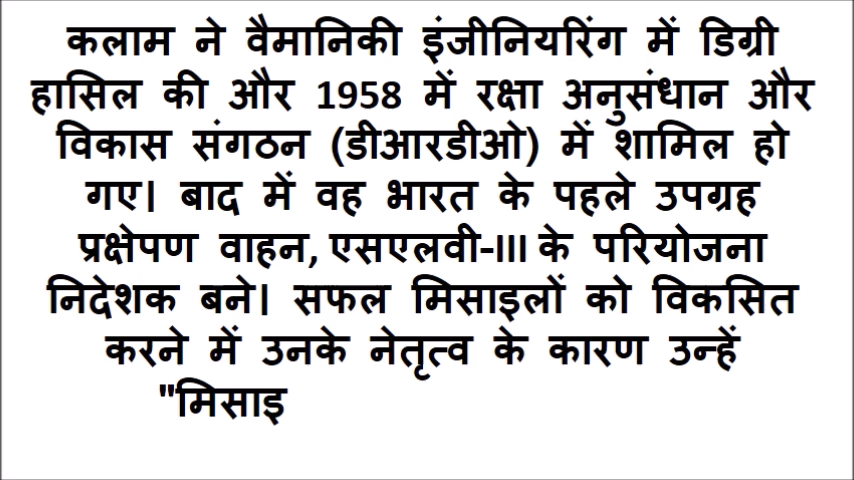 कलाम ने वैमानिकी इंजीनियरिंग में डिग्री
हासिल की और 1958 में रक्षा अनुसंधान और
विकास संगठन (डीआरडीओ) में शामिल हो
गए। बाद में वह भारत के पहले उपग्रह
प्रक्षेपण वाहन, एसएलवी-III के परियोजना
निदेशक बने। सफल मिसाइलों को विकसित
करने में उनके नेतृत्व के कारण उन्हें
"मिसाइ